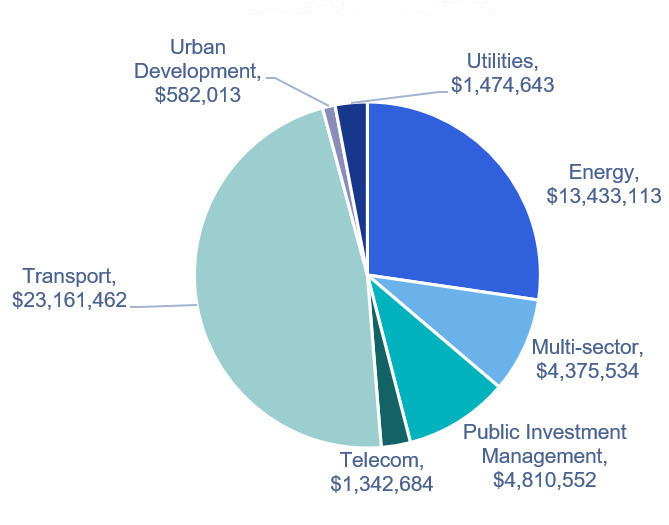 Urban
Development,
$582,013
Utilities,
$1,474,643
Energy,
$13,433,113
Transport,
$23,161,462
Multi-sector,
$4,375,534
Public Investment
Management,
$4,810,552
Telecom,
$1,342,684